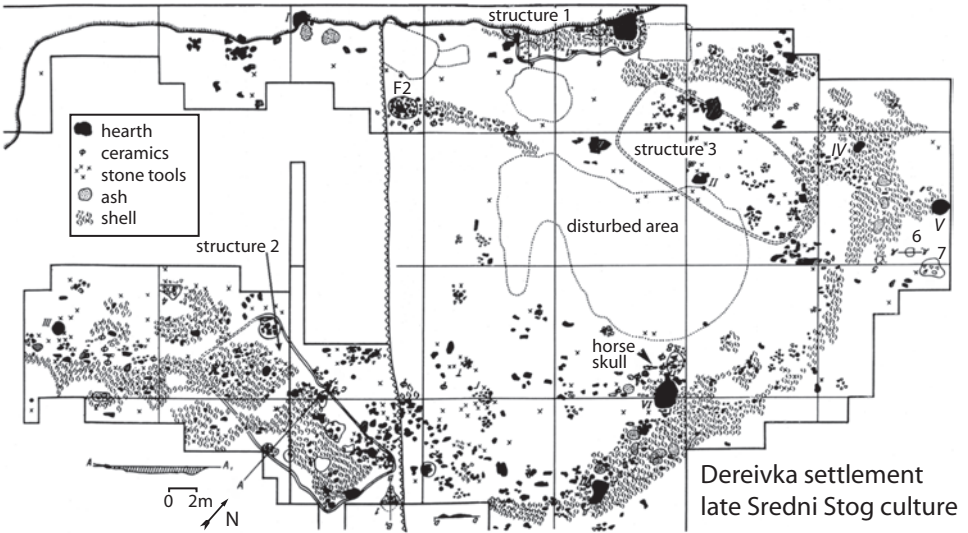 structure 1
I
F2
hearth
ceramics
stone tools
ash
shell
structure 3
IV
II
V
disturbed area
6
7
structure 2
III
horse
skull
VI
A
A₁
A
0 2m
N
Dereivka settlement
late Sredni Stog culture